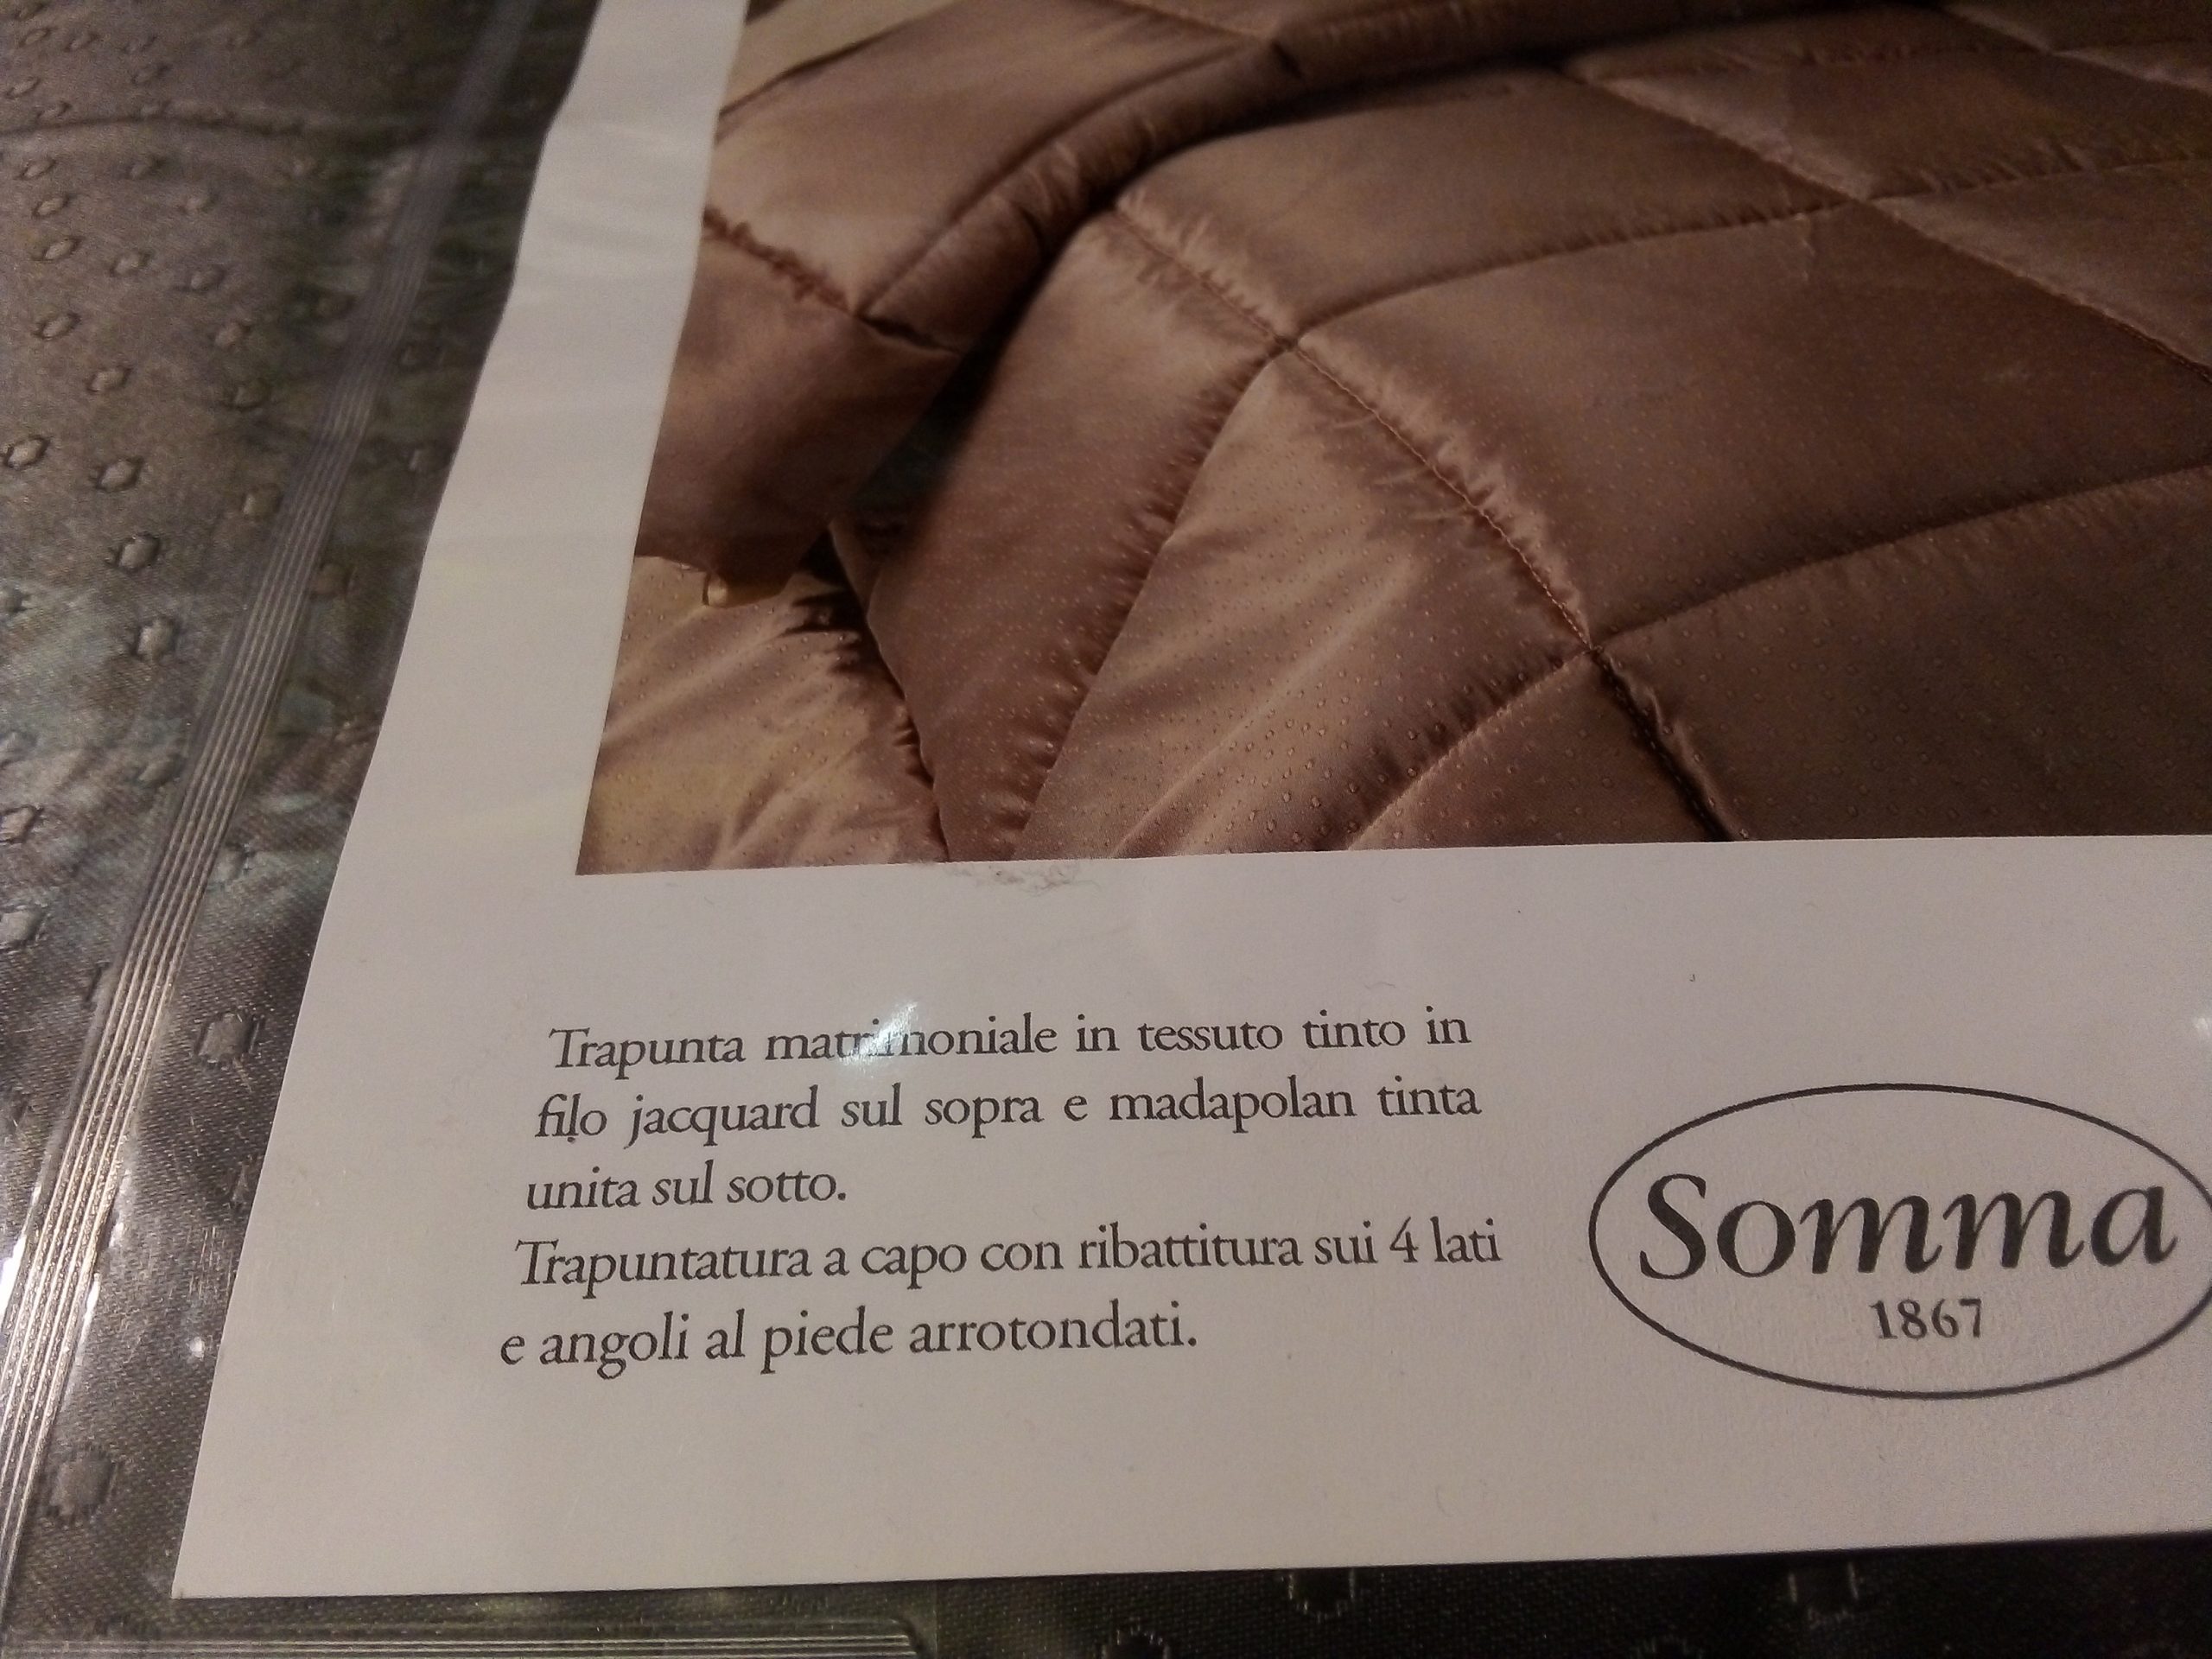 Trapunta matrimoniale in tessuto tinto in
filo jacquard sul sopra e madapolan tinta
unita sul sotto.
Trapuntatura a capo con ribattitura sui 4 lati
e angoli al piede arrotondati.
Somma
1867